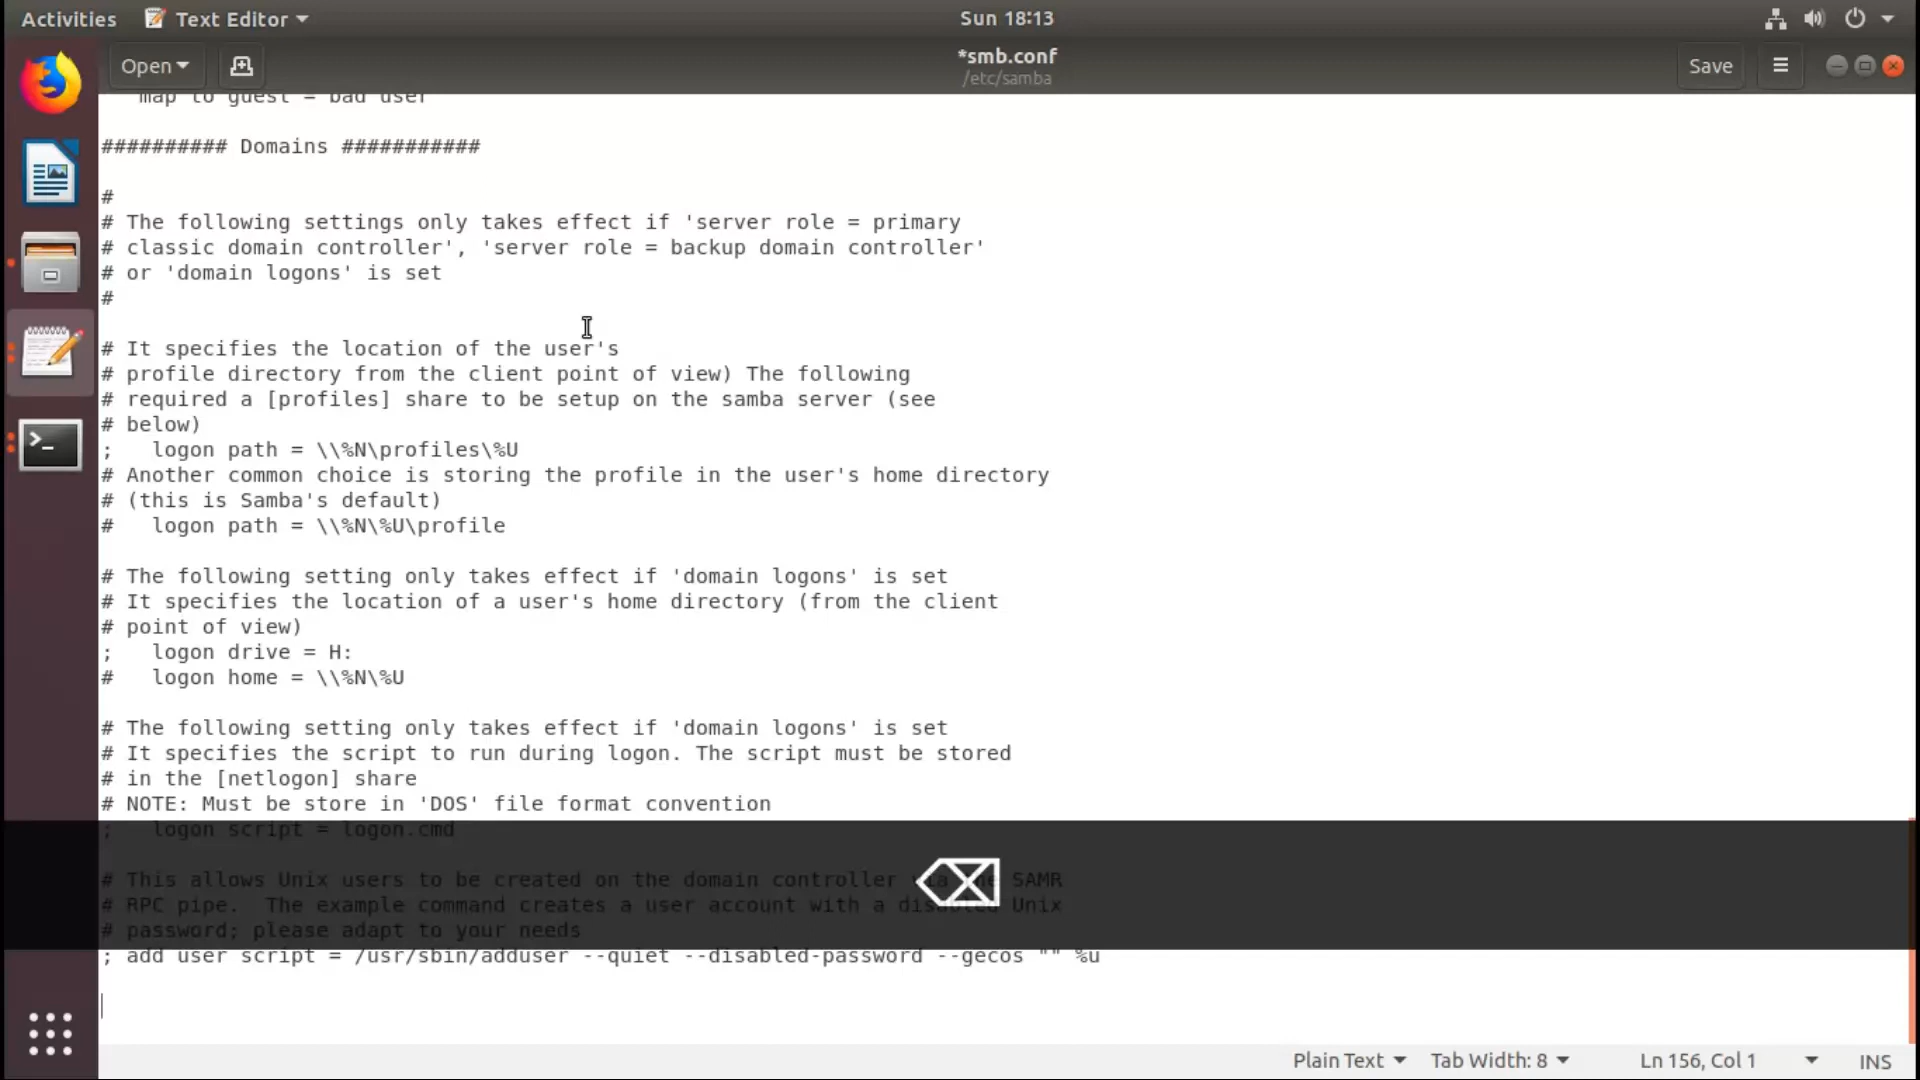 Activities
Text Editor
Sun 18:13
Open
*smb.conf
/etc/samba
Save
map to guest = bad user
########## Domains ###########
#
# The following settings only takes effect if 'server role = primary
# classic domain controller', 'server role = backup domain controller'
# or 'domain logons' is set
#
# It specifies the location of the user's
# profile directory from the client point of view) The following
# required a [profiles] share to be setup on the samba server (see
# below)
;   logon path = \\%N\profiles\%U
# Another common choice is storing the profile in the user's home directory
# (this is Samba's default)
#   logon path = \\%N\%U\profile
# The following setting only takes effect if 'domain logons' is set
# It specifies the location of a user's home directory (from the client
# point of view)
;   logon drive = H:
#   logon home = \\%N\%U
# The following setting only takes effect if 'domain logons' is set
# It specifies the script to run during logon. The script must be stored
# in the [netlogon] share
# NOTE: Must be store in 'DOS' file format convention
;   logon script = logon.cmd
# This allows Unix users to be created on the domain controller via the SAMR
# RPC pipe.  The example command creates a user account with a disabled Unix
# password; please adapt to your needs
; add user script = /usr/sbin/adduser --quiet --disabled-password --gecos "" %u
Plain Text
Tab Width: 8
Ln 156, Col 1
INS